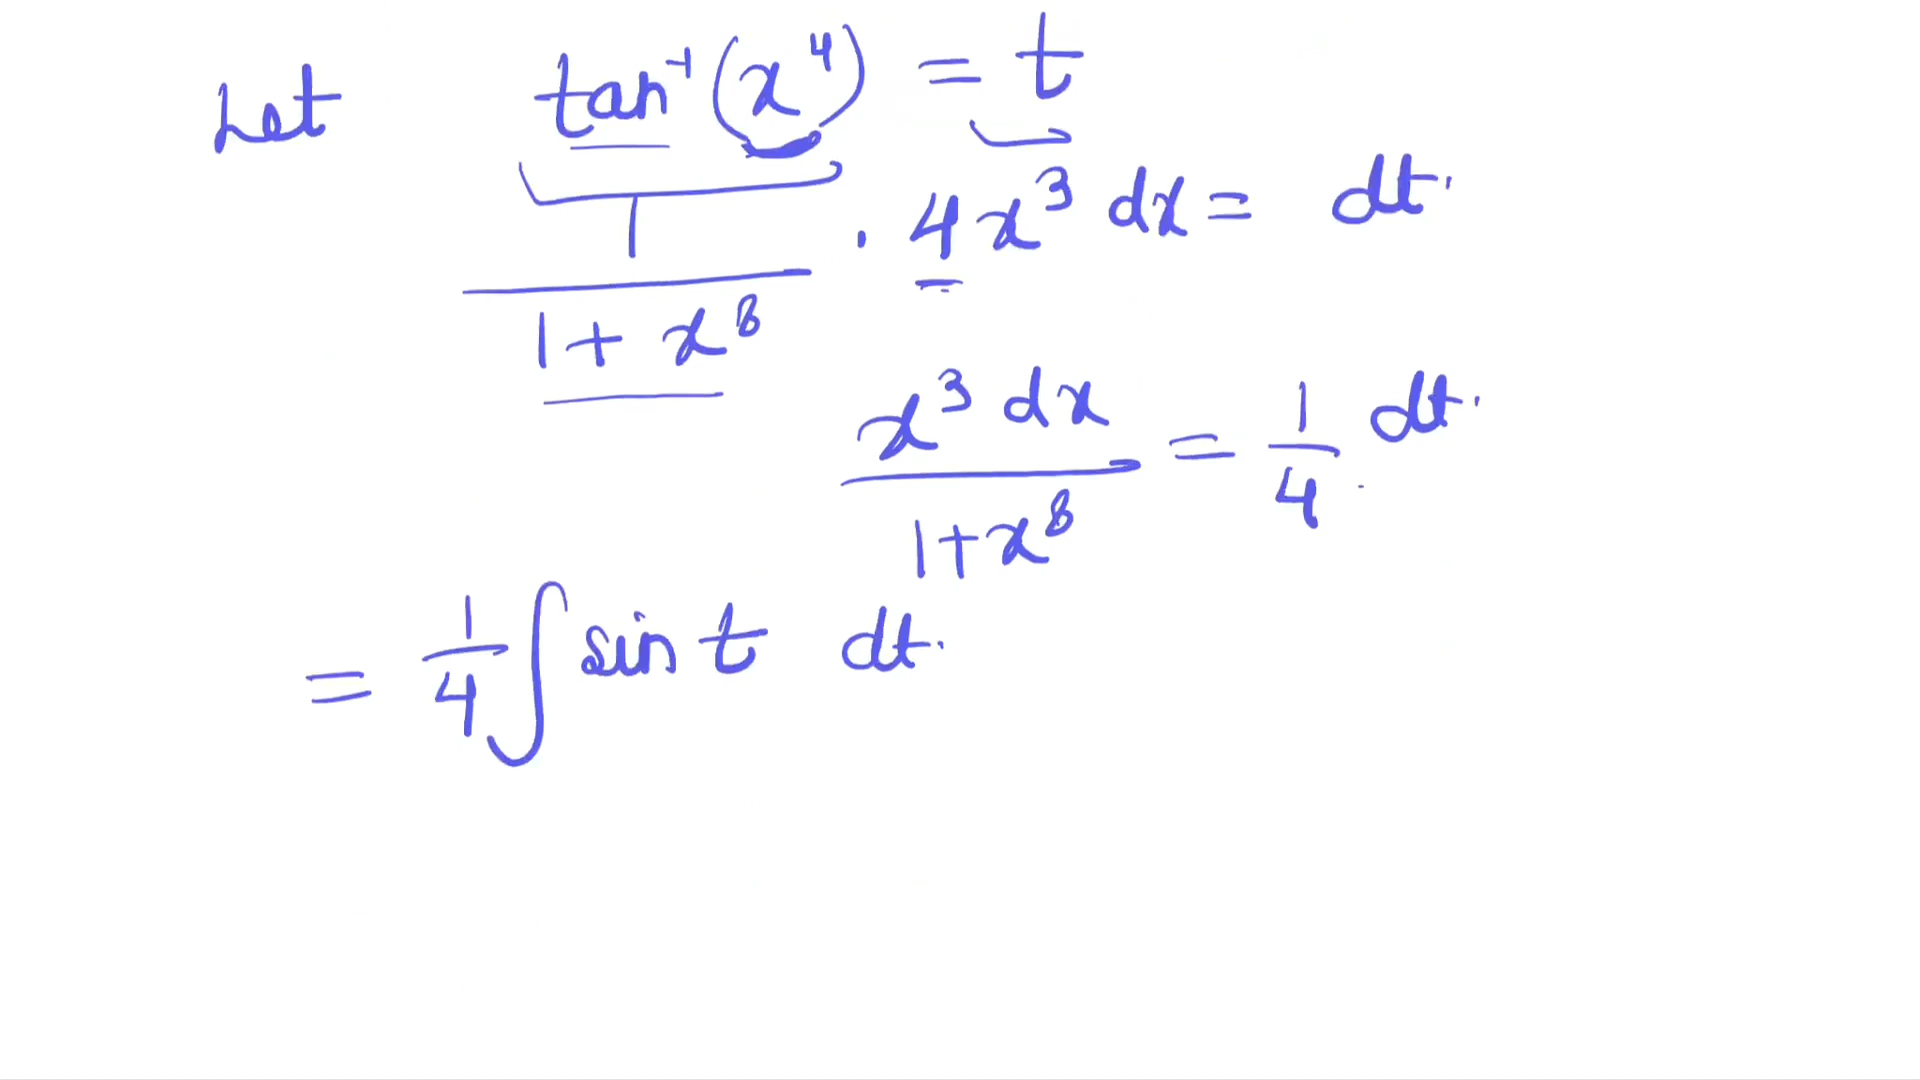 Let tan⁻¹(x⁴) = t
1/(1 + x⁸) . 4x³ dx = dt.
x³ dx/(1+x⁸) = 1/4 dt.
= 1/4 ∫ sin t dt.